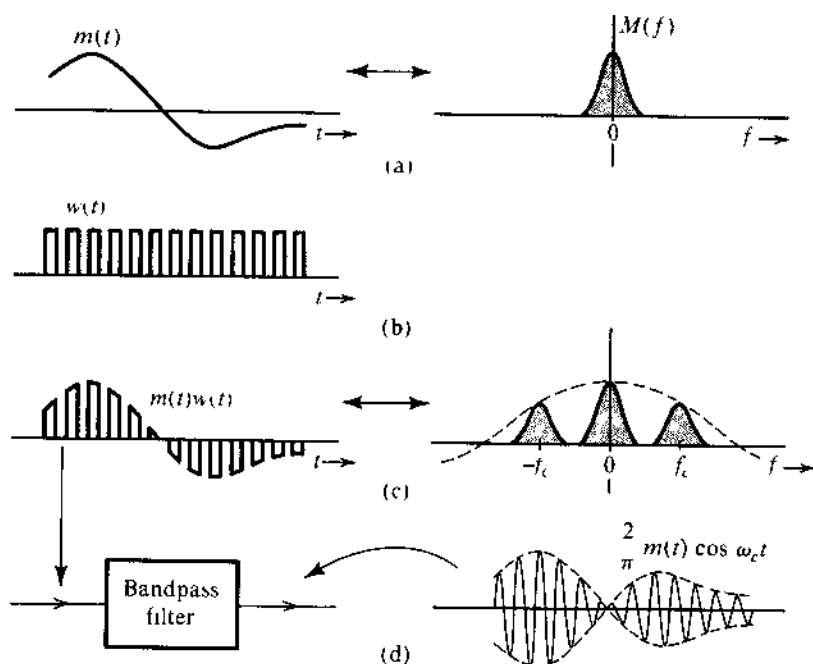 m(t)
M(f)
t→
0
f→
(a)
w(t)
t→
(b)
m(t)w(t)
t→
-f_c
0
f_c
f→
(c)
Bandpass
filter
2/π m(t) cos ω_c t
(d)